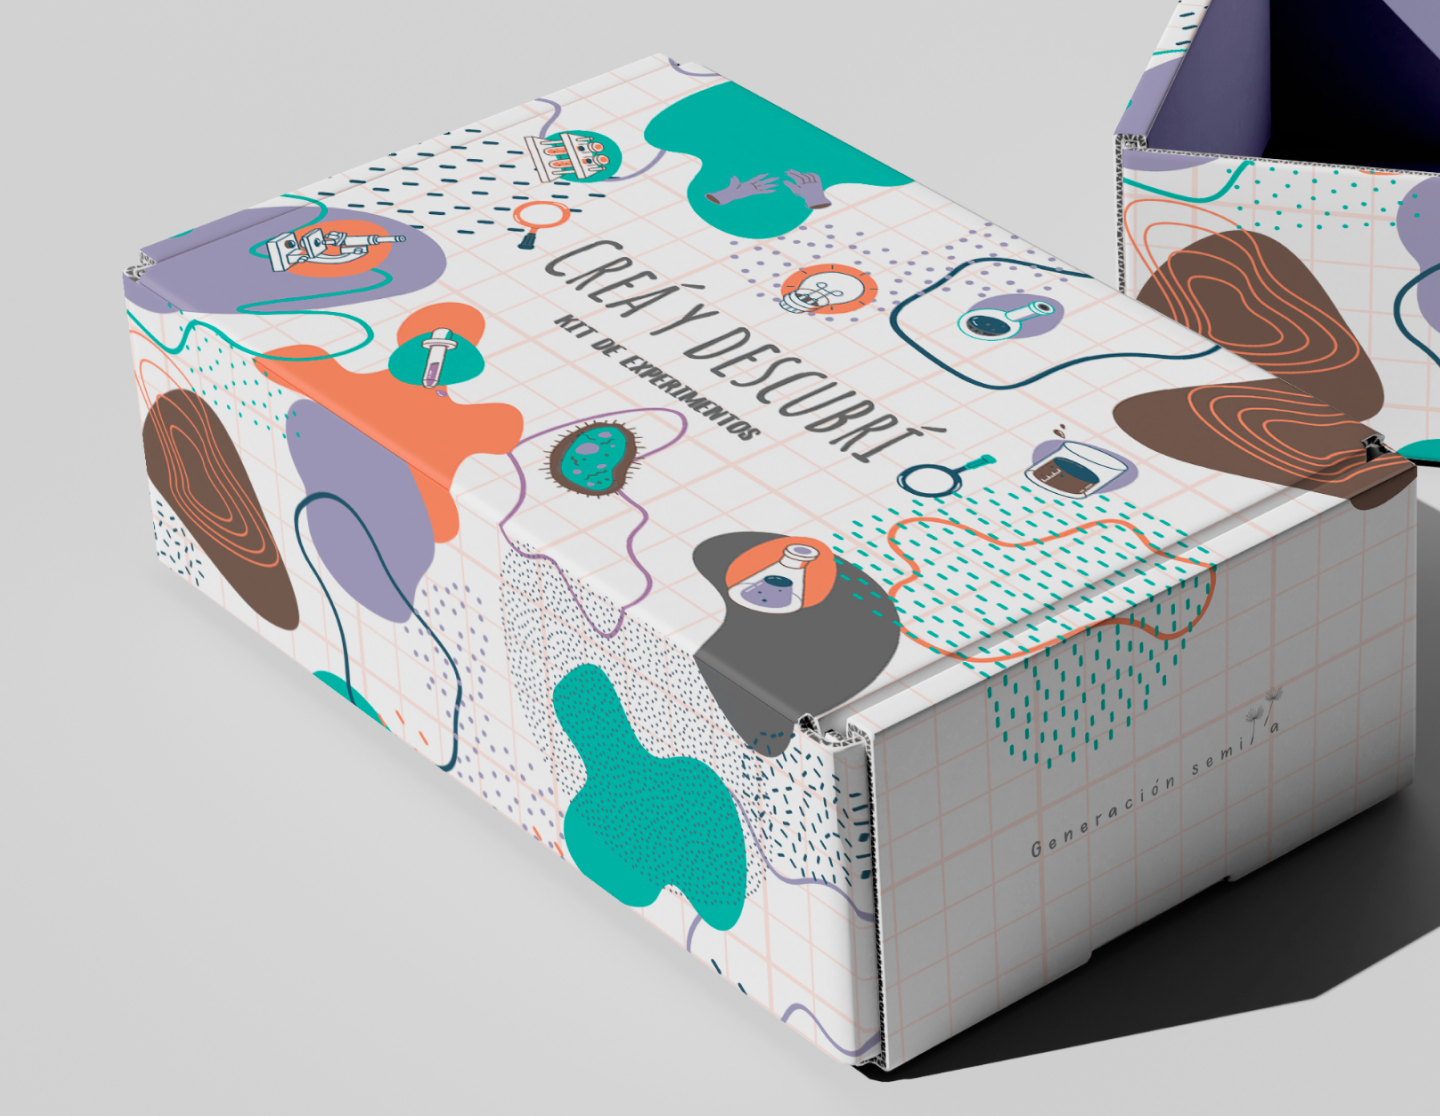 CREÁ Y DESCUBRÍ
KIT DE EXPERIMENTOS
Generación semilla